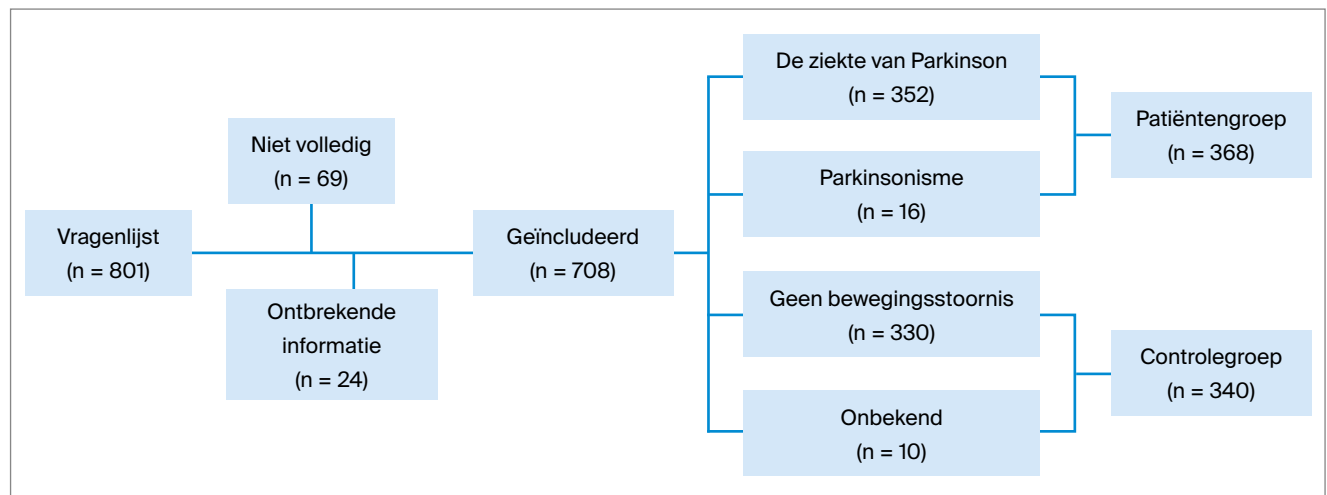 Vragenlijst
(n = 801)
Niet volledig
(n = 69)
Ontbrekende
informatie
(n = 24)
Geïncludeerd
(n = 708)
De ziekte van Parkinson
(n = 352)
Parkinsonisme
(n = 16)
Geen bewegingsstoornis
(n = 330)
Onbekend
(n = 10)
Patiëntengroep
(n = 368)
Controlegroep
(n = 340)